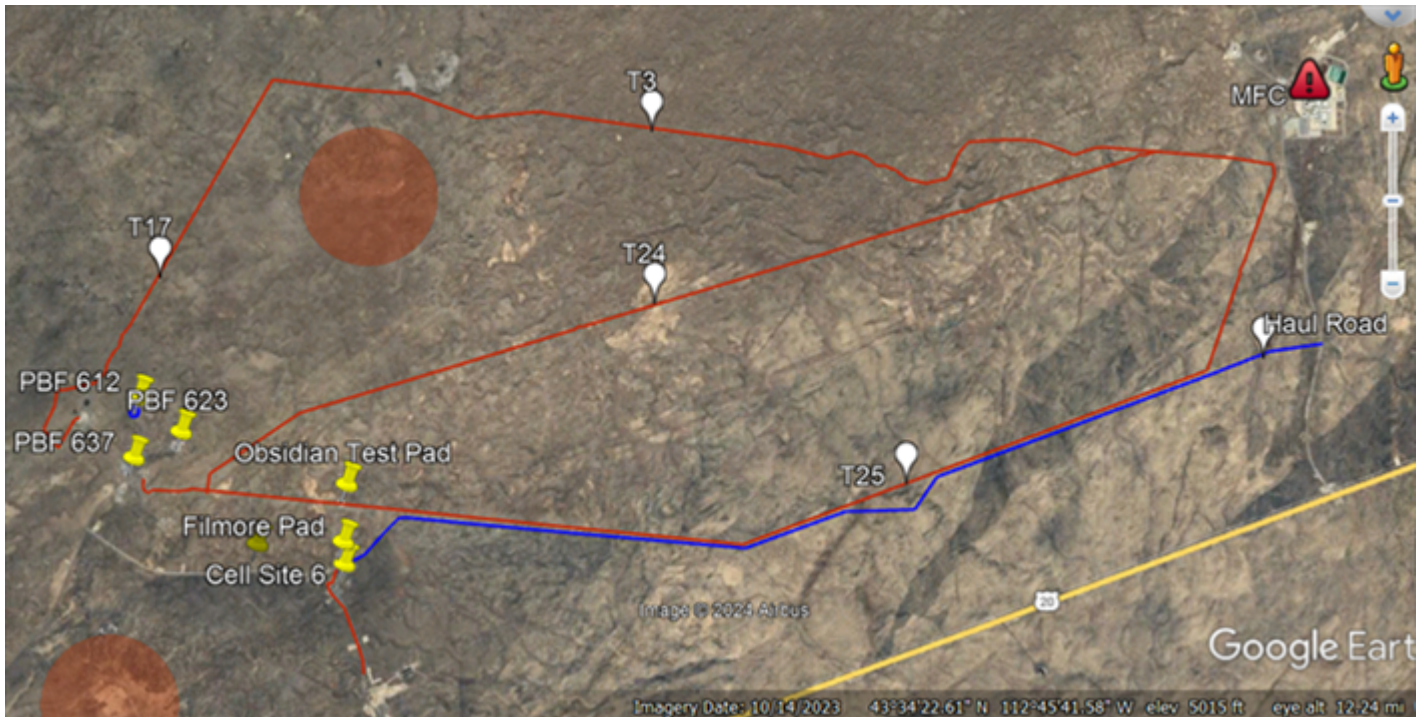 T3
MFC
T17
T24
Haul Road
PBF 612
PBF 623
PBF 637
Obsidian Test Pad
T25
Filmore Pad
Cell Site 6
20
Image © 2024 Airbus
Google Eart
Imagery Date: 10/14/2023 43°34'22.61" N 112°45'41.58" W elev 5015 ft eye alt 12.24 mi